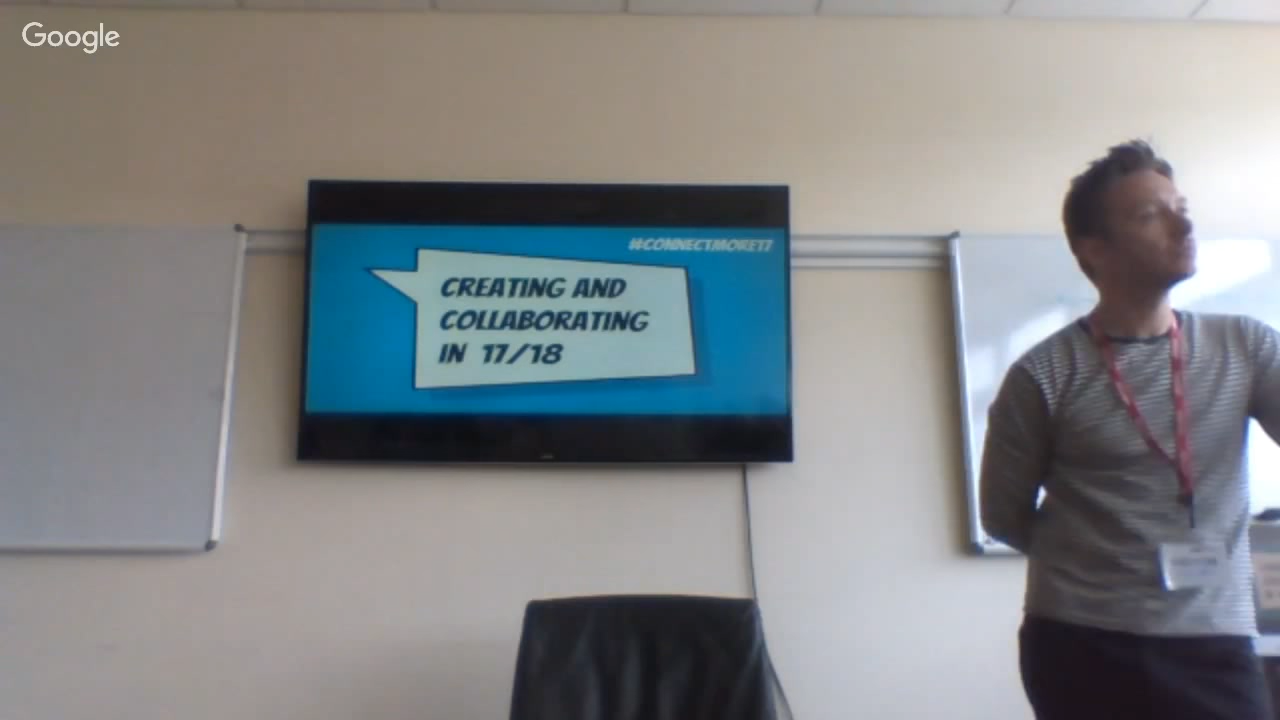 Google
#CONNECTMORE17
CREATING AND
COLLABORATING
IN 17/18